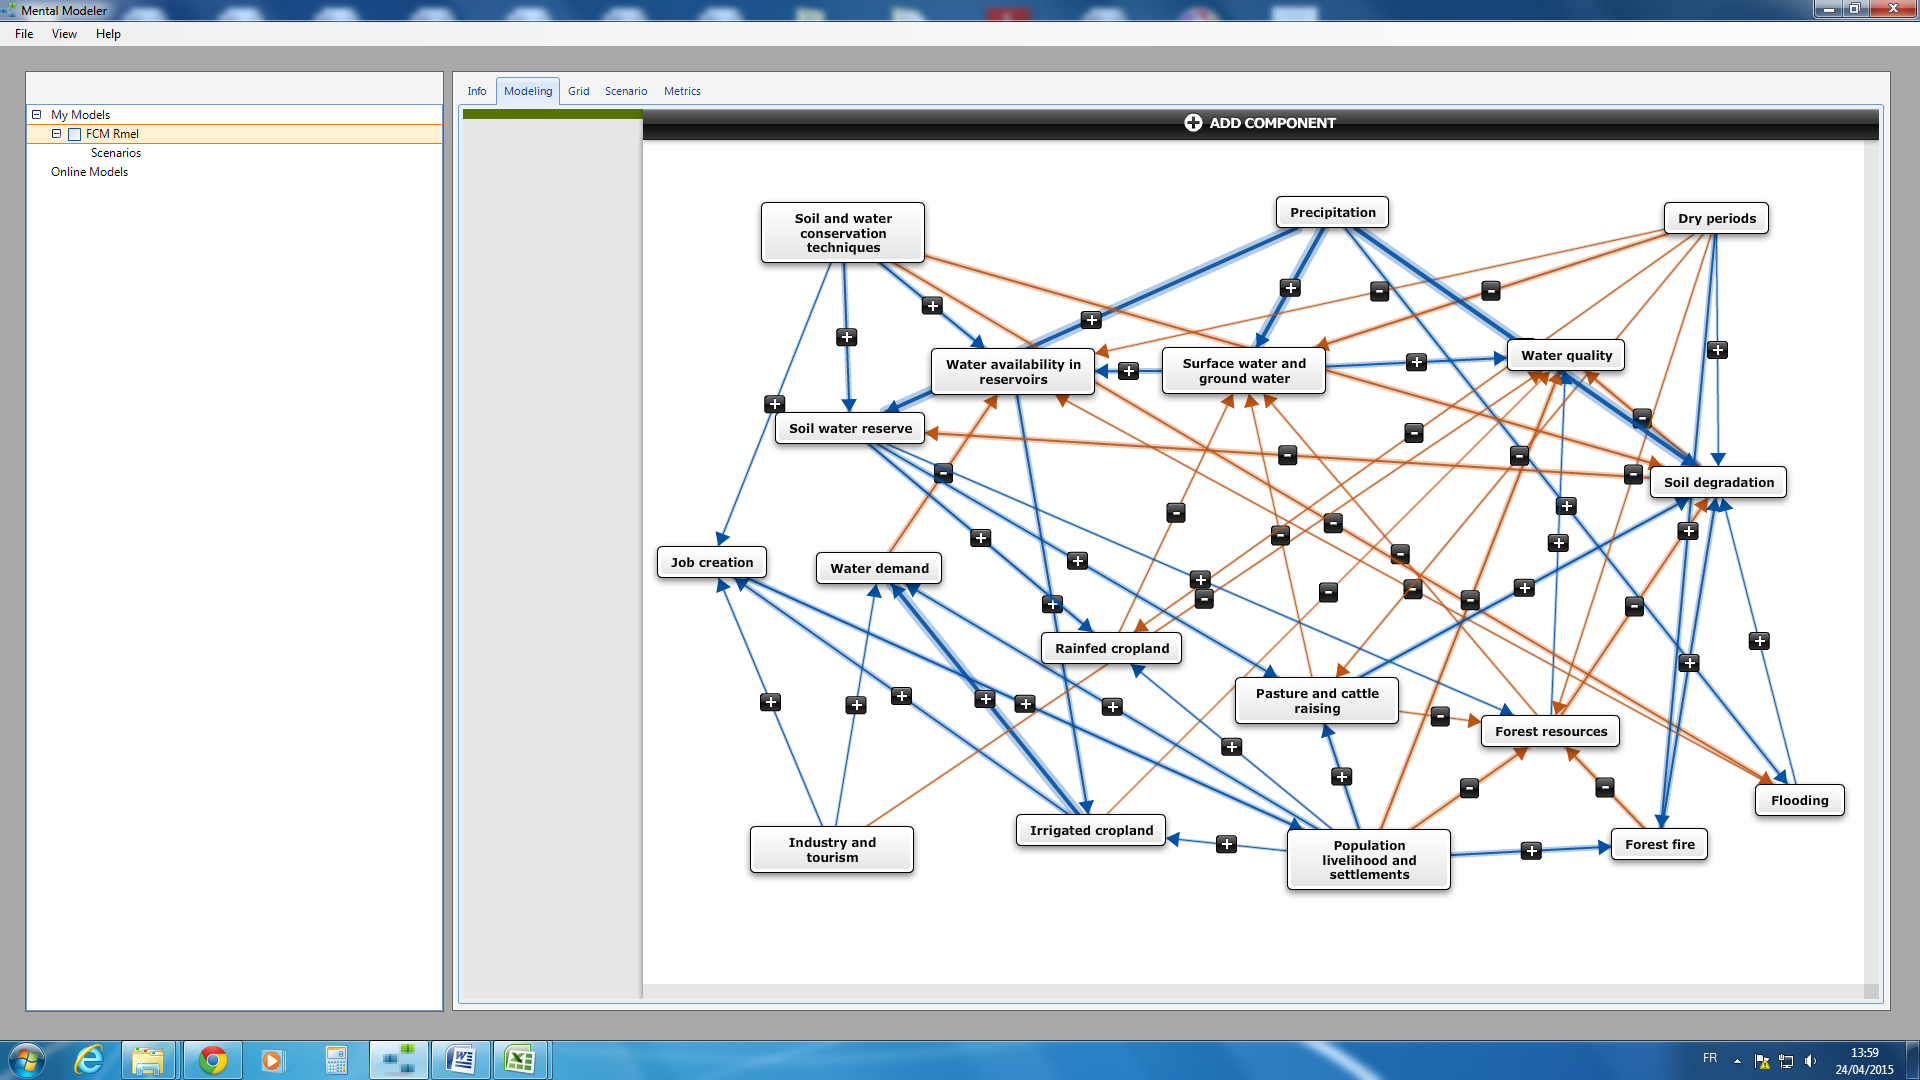 Mental Modeler
File View Help
Info Modeling Grid Scenario Metrics
My Models
FCM Rmel
Scenarios
Online Models
ADD COMPONENT
Soil and water
conservation
techniques
Precipitation
Dry periods
Water availability in
reservoirs
Surface water and
ground water
Water quality
Soil water reserve
Soil degradation
Job creation
Water demand
Rainfed cropland
Pasture and cattle
raising
Forest resources
Flooding
Industry and
tourism
Irrigated cropland
Population
livelihood and
settlements
Forest fire
FR
13:59
24/04/2015